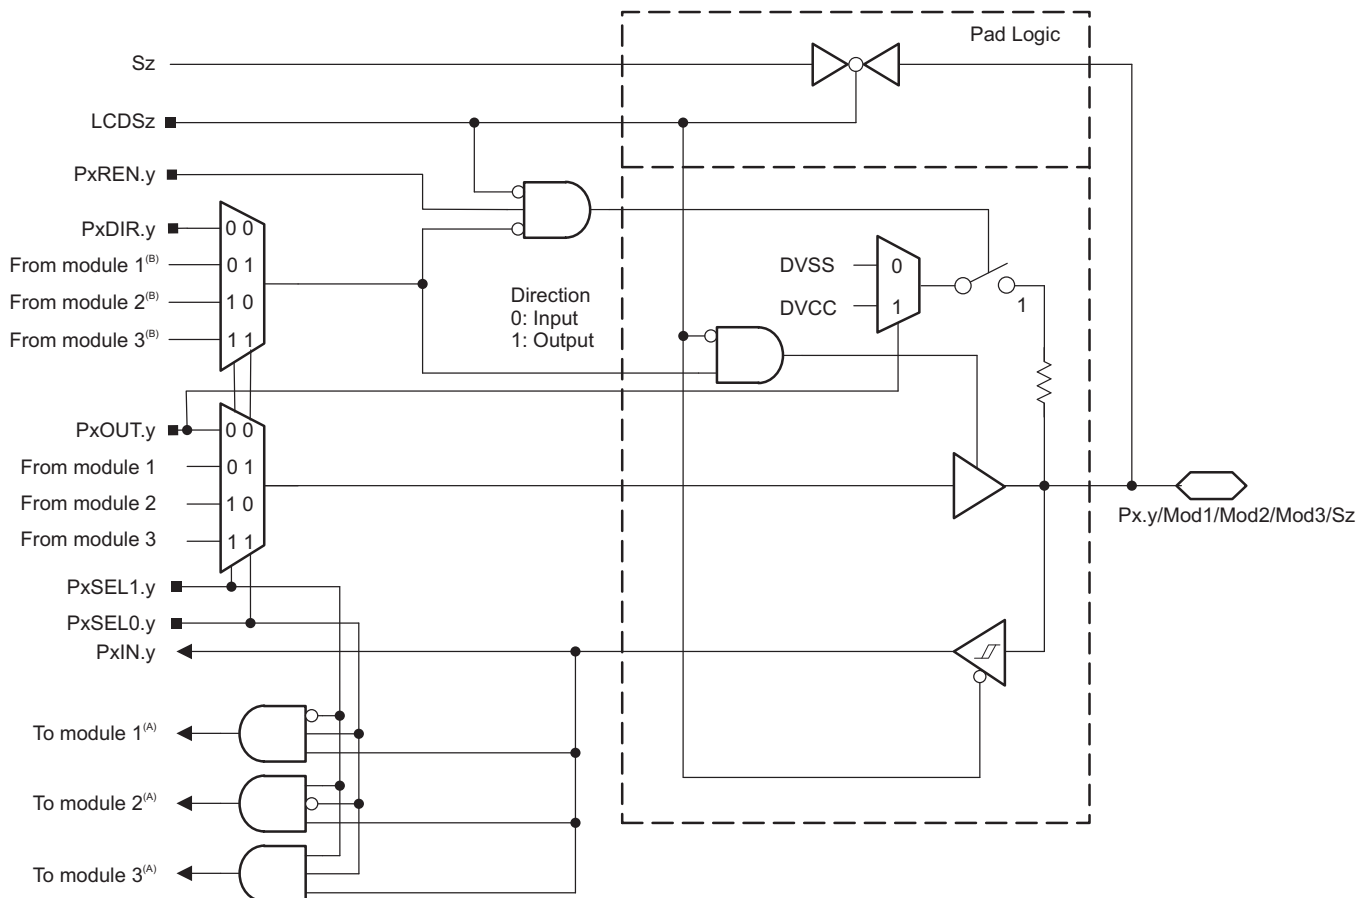 Pad Logic
Sz
LCDSz
PxREN.y
PxDIR.y
0 0
From module 1(B)
0 1
From module 2(B)
1 0
From module 3(B)
1 1
Direction
0: Input
1: Output
DVSS
0
DVCC
1
1
PxOUT.y
0 0
From module 1
0 1
From module 2
1 0
From module 3
1 1
Px.y/Mod1/Mod2/Mod3/Sz
PxSEL1.y
PxSEL0.y
PxIN.y
To module 1(A)
To module 2(A)
To module 3(A)